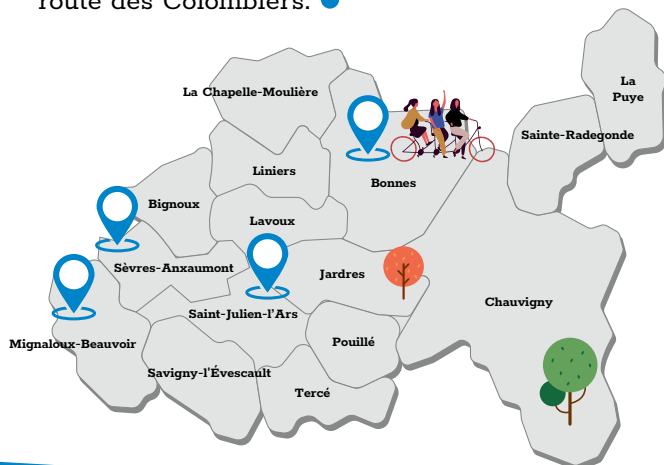 route des Colombiers.
La
Puye
La Chapelle-Moulière
Sainte-Radegonde
Liniers
Bonnes
Bignoux
Lavoux
Sèvres-Anxaumont
Jardres
Chauvigny
Saint-Julien-l'Ars
Mignaloux-Beauvoir
Pouillé
Savigny-l'Évescault
Tercé